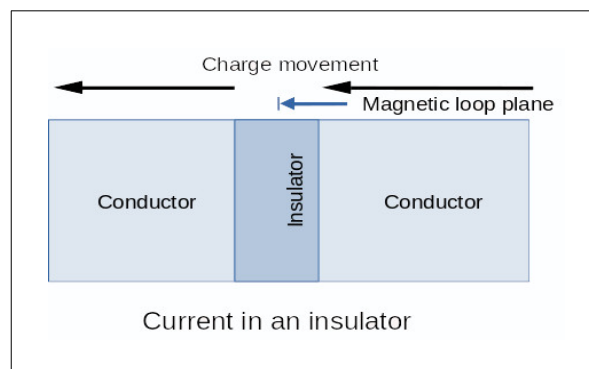 Charge movement
Magnetic loop plane
Conductor
Insulator
Conductor
Current in an insulator